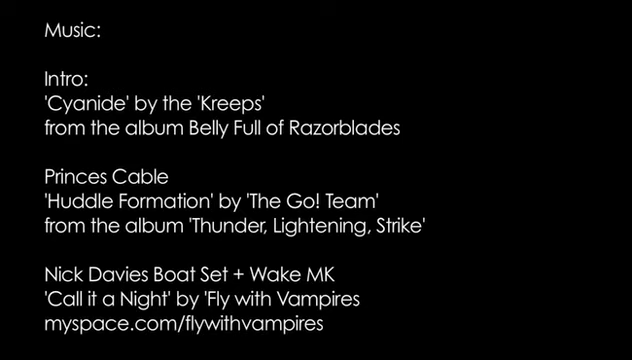 Music:
Intro:
'Cyanide' by the 'Kreeps'
from the album Belly Full of Razorblades
Princes Cable
'Huddle Formation' by 'The Go! Team'
from the album 'Thunder, Lightening, Strike'
Nick Davies Boat Set + Wake MK
'Call it a Night' by 'Fly with Vampires
myspace.com/flywithvampires